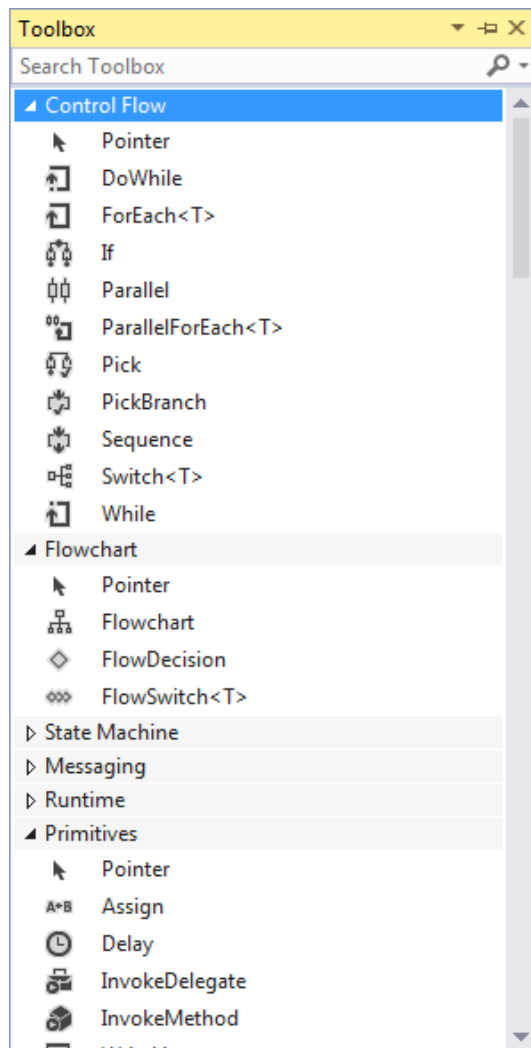 Toolbox
Search Toolbox
Control Flow
Pointer
DoWhile
ForEach<T>
If
Parallel
ParallelForEach<T>
Pick
PickBranch
Sequence
Switch<T>
While
Flowchart
Pointer
Flowchart
FlowDecision
FlowSwitch<T>
State Machine
Messaging
Runtime
Primitives
Pointer
A+B Assign
Delay
InvokeDelegate
InvokeMethod